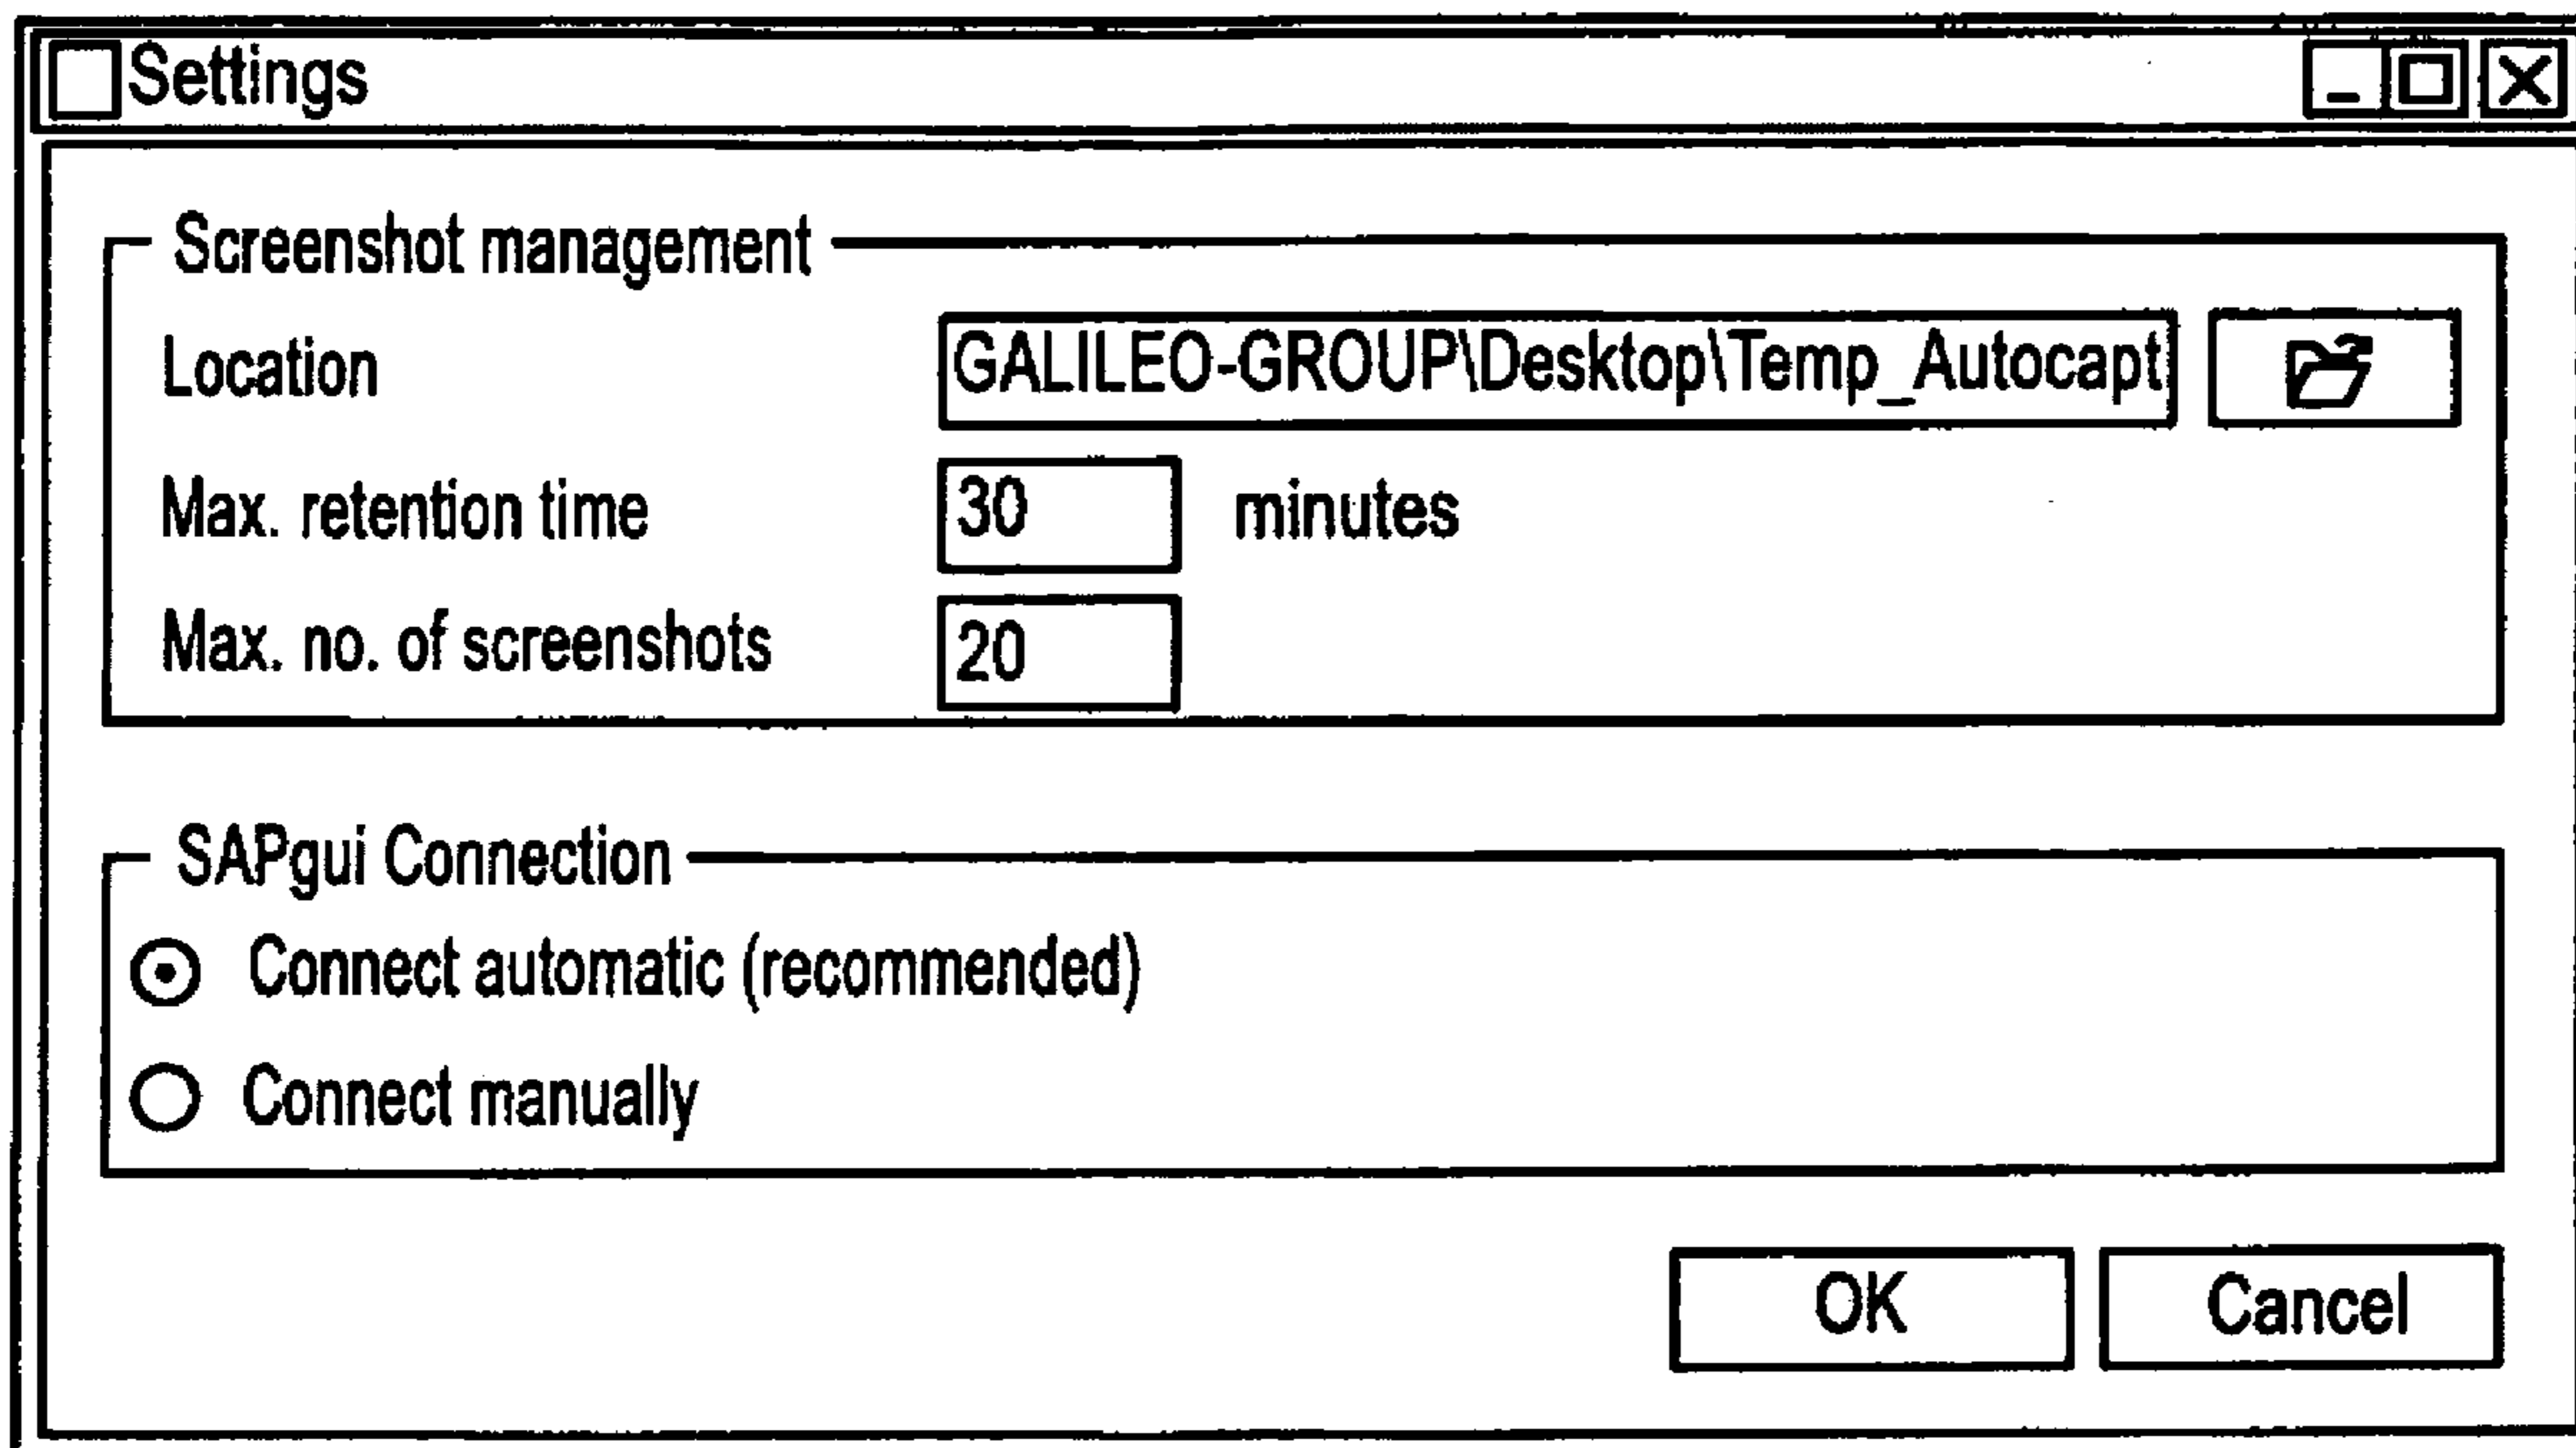 Settings
Screenshot management
Location GALILEO-GROUP\Desktop\Temp_Autocapt
Max. retention time 30 minutes
Max. no. of screenshots 20
SAPgui Connection
Connect automatic (recommended)
Connect manually
OK Cancel